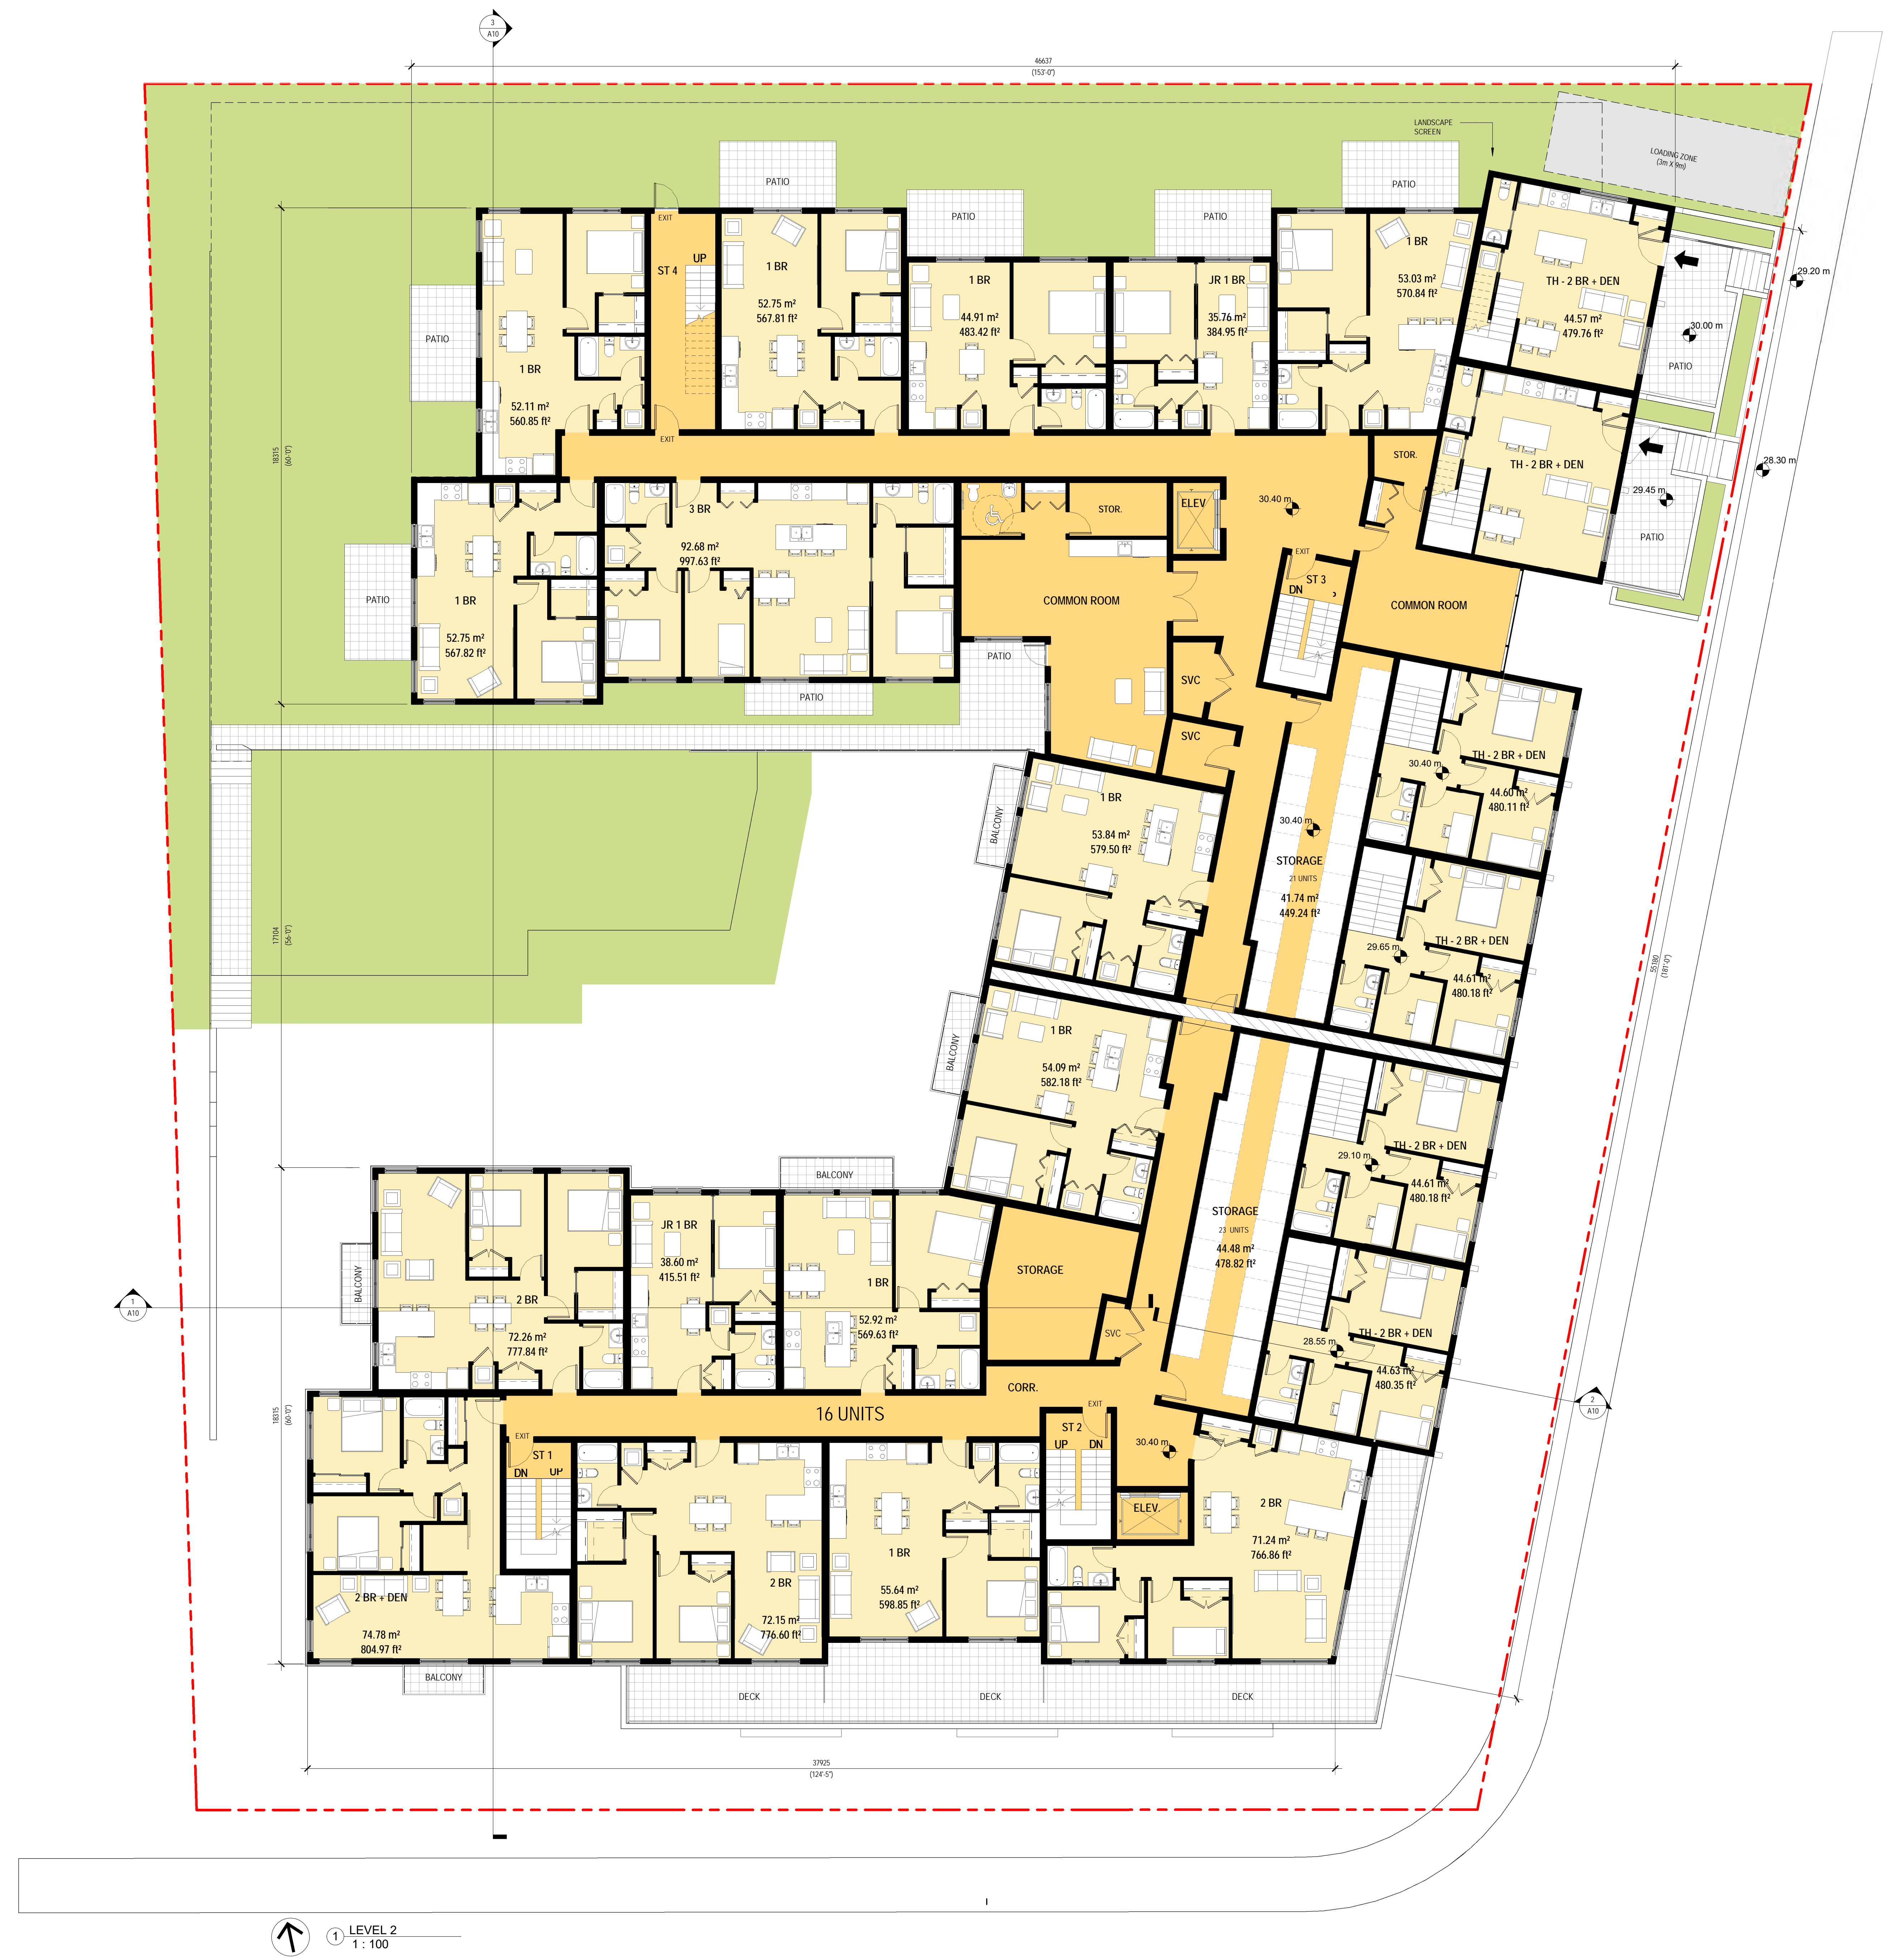 3
A10
46637
(153'-0")
LANDSCAPE
SCREEN
LOADING ZONE
(3m X 9m)
PATIO
PATIO
PATIO
PATIO
PATIO
EXIT
ST 4
UP
1 BR
52.75 m²
567.81 ft²
1 BR
44.91 m²
483.42 ft²
JR 1 BR
35.76 m²
384.95 ft²
1 BR
53.03 m²
570.84 ft²
TH - 2 BR + DEN
44.57 m²
479.76 ft²
29.20 m
30.00 m
PATIO
1 BR
52.11 m²
560.85 ft²
18315
(60'-0")
EXIT
STOR.
TH - 2 BR + DEN
28.30 m
29.45 m
PATIO
3 BR
92.68 m²
997.63 ft²
STOR.
ELEV
30.40 m
EXIT
ST 3
DN
PATIO
1 BR
52.75 m²
567.82 ft²
COMMON ROOM
COMMON ROOM
PATIO
PATIO
SVC
SVC
TH - 2 BR + DEN
30.40 m
44.60 m²
480.11 ft²
BALCONY
1 BR
53.84 m²
579.50 ft²
30.40 m
STORAGE
21 UNITS
41.74 m²
449.24 ft²
17104
(56'-0")
TH - 2 BR + DEN
29.65 m
44.61 m²
480.18 ft²
55180
(181'-0")
BALCONY
1 BR
54.09 m²
582.18 ft²
TH - 2 BR + DEN
29.10 m
44.61 m²
480.18 ft²
STORAGE
23 UNITS
44.48 m²
478.82 ft²
BALCONY
BALCONY
JR 1 BR
38.60 m²
415.51 ft²
1 BR
52.92 m²
569.63 ft²
2 BR
72.26 m²
777.84 ft²
STORAGE
SVC
TH - 2 BR + DEN
28.55 m
44.63 m²
480.35 ft²
1
A10
CORR.
16 UNITS
2
A10
18315
(60'-0")
EXIT
ST 1
DN
UP
EXIT
ST 2
UP
DN
30.40 m
ELEV.
2 BR
71.24 m²
766.86 ft²
1 BR
55.64 m²
598.85 ft²
2 BR
72.15 m²
776.60 ft²
2 BR + DEN
74.78 m²
804.97 ft²
BALCONY
DECK
DECK
DECK
37925
(124'-5")
1
LEVEL 2
1 : 100